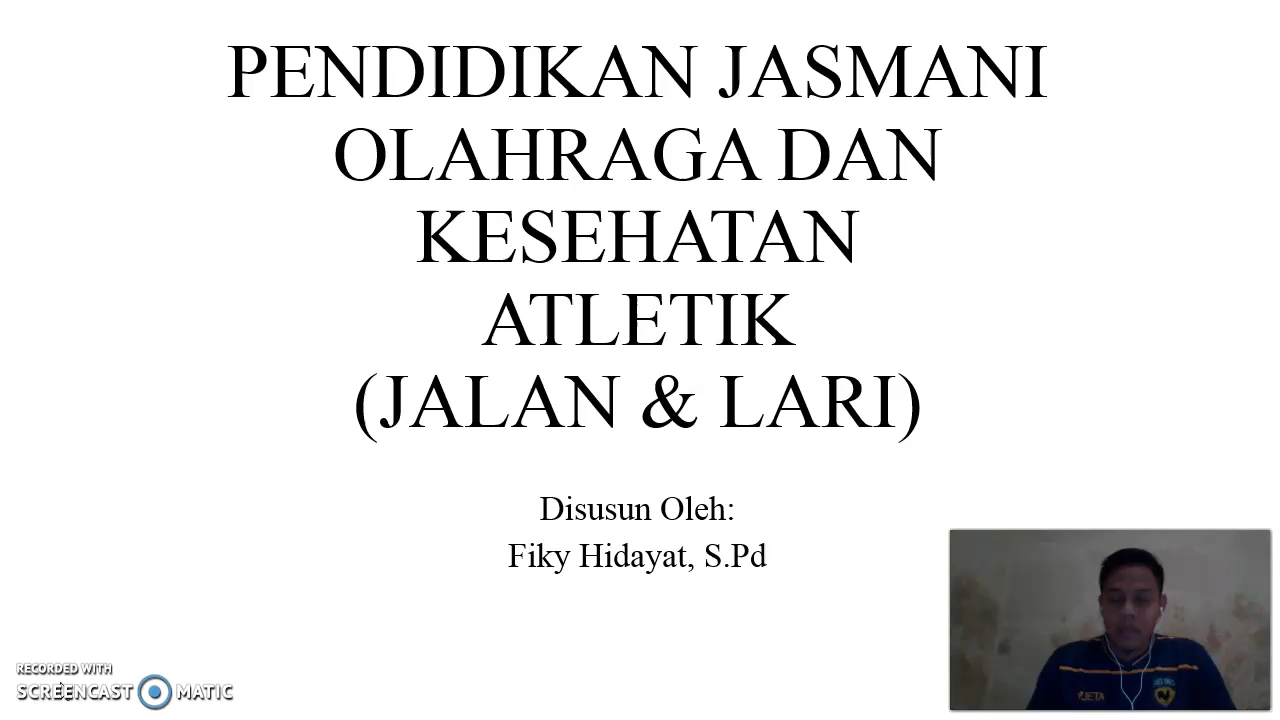 PENDIDIKAN JASMANI
OLAHRAGA DAN
KESEHATAN
ATLETIK
(JALAN & LARI)
Disusun Oleh:
Fiky Hidayat, S.Pd
RECORDED WITH
SCREENCAST MATIC